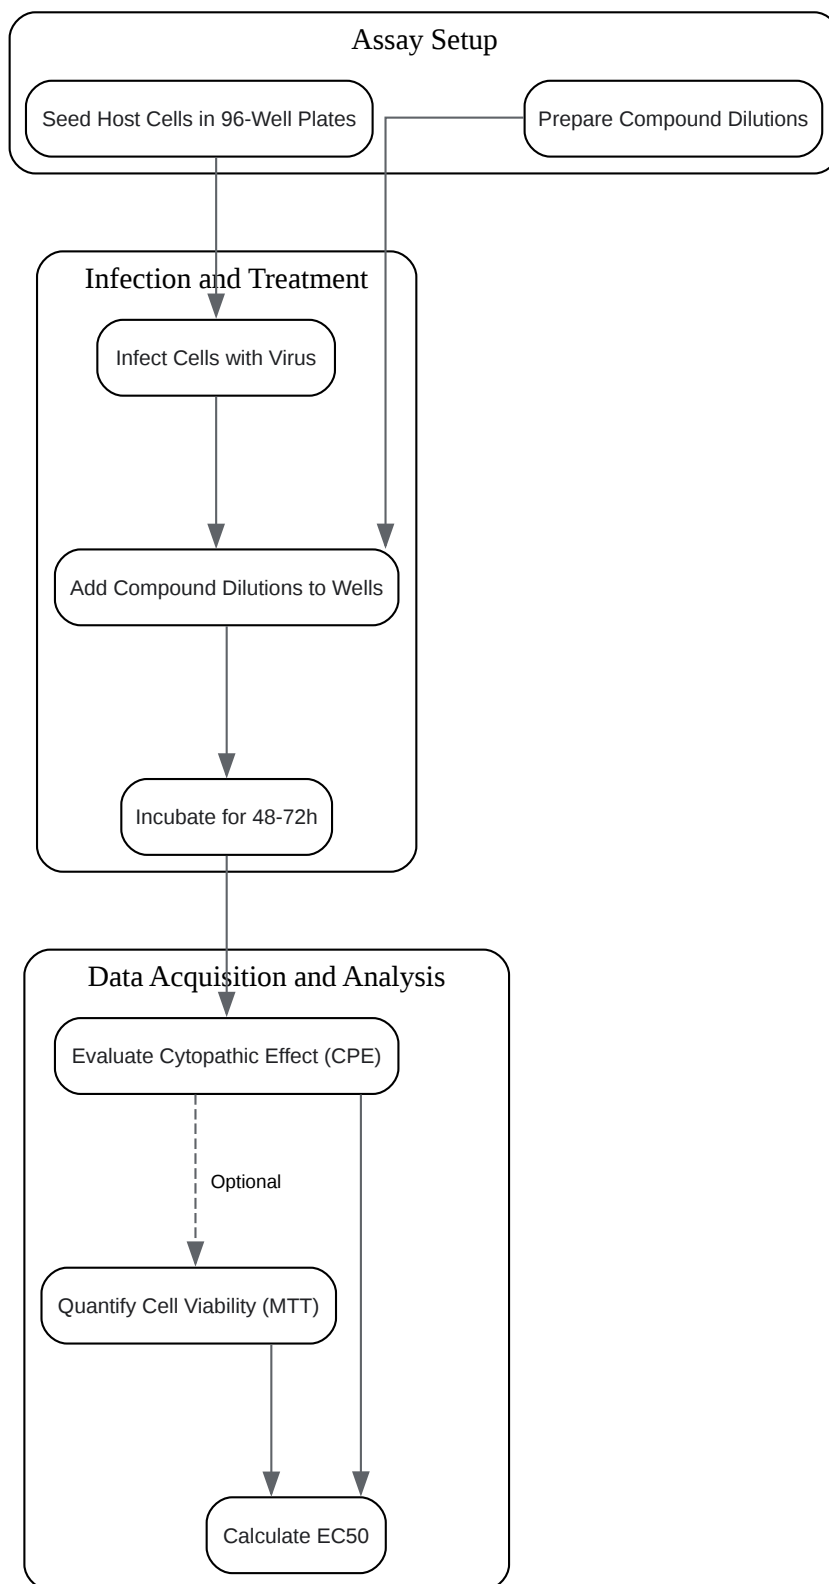 Assay Setup
Seed Host Cells in 96-Well Plates
Prepare Compound Dilutions
Infection and Treatment
Infect Cells with Virus
Add Compound Dilutions to Wells
Incubate for 48-72h
Data Acquisition and Analysis
Evaluate Cytopathic Effect (CPE)
Optional
Quantify Cell Viability (MTT)
Calculate EC50